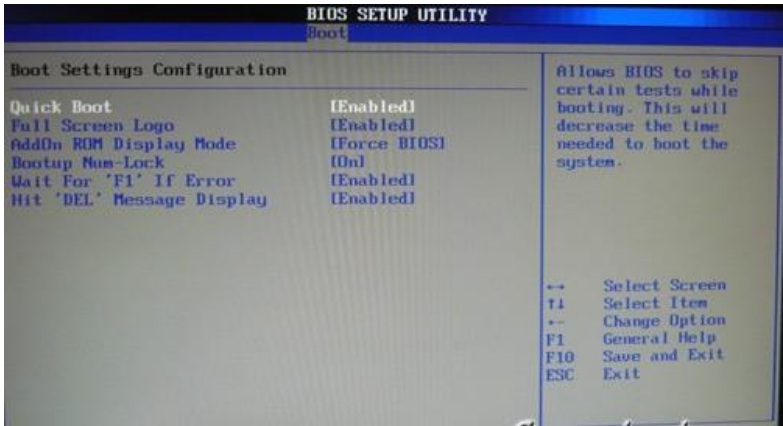 BIOS SETUP UTILITY
Boot
Boot Settings Configuration
Quick Boot [Enabled]
Full Screen Logo [Enabled]
AddOn ROM Display Mode [Force BIOS]
Bootup Num-Lock [On]
Wait For 'F1' If Error [Enabled]
Hit 'DEL' Message Display [Enabled]
Allows BIOS to skip
certain tests while
booting. This will
decrease the time
needed to boot the
system.
↔ Select Screen
↑↓ Select Item
+- Change Option
F1 General Help
F10 Save and Exit
ESC Exit